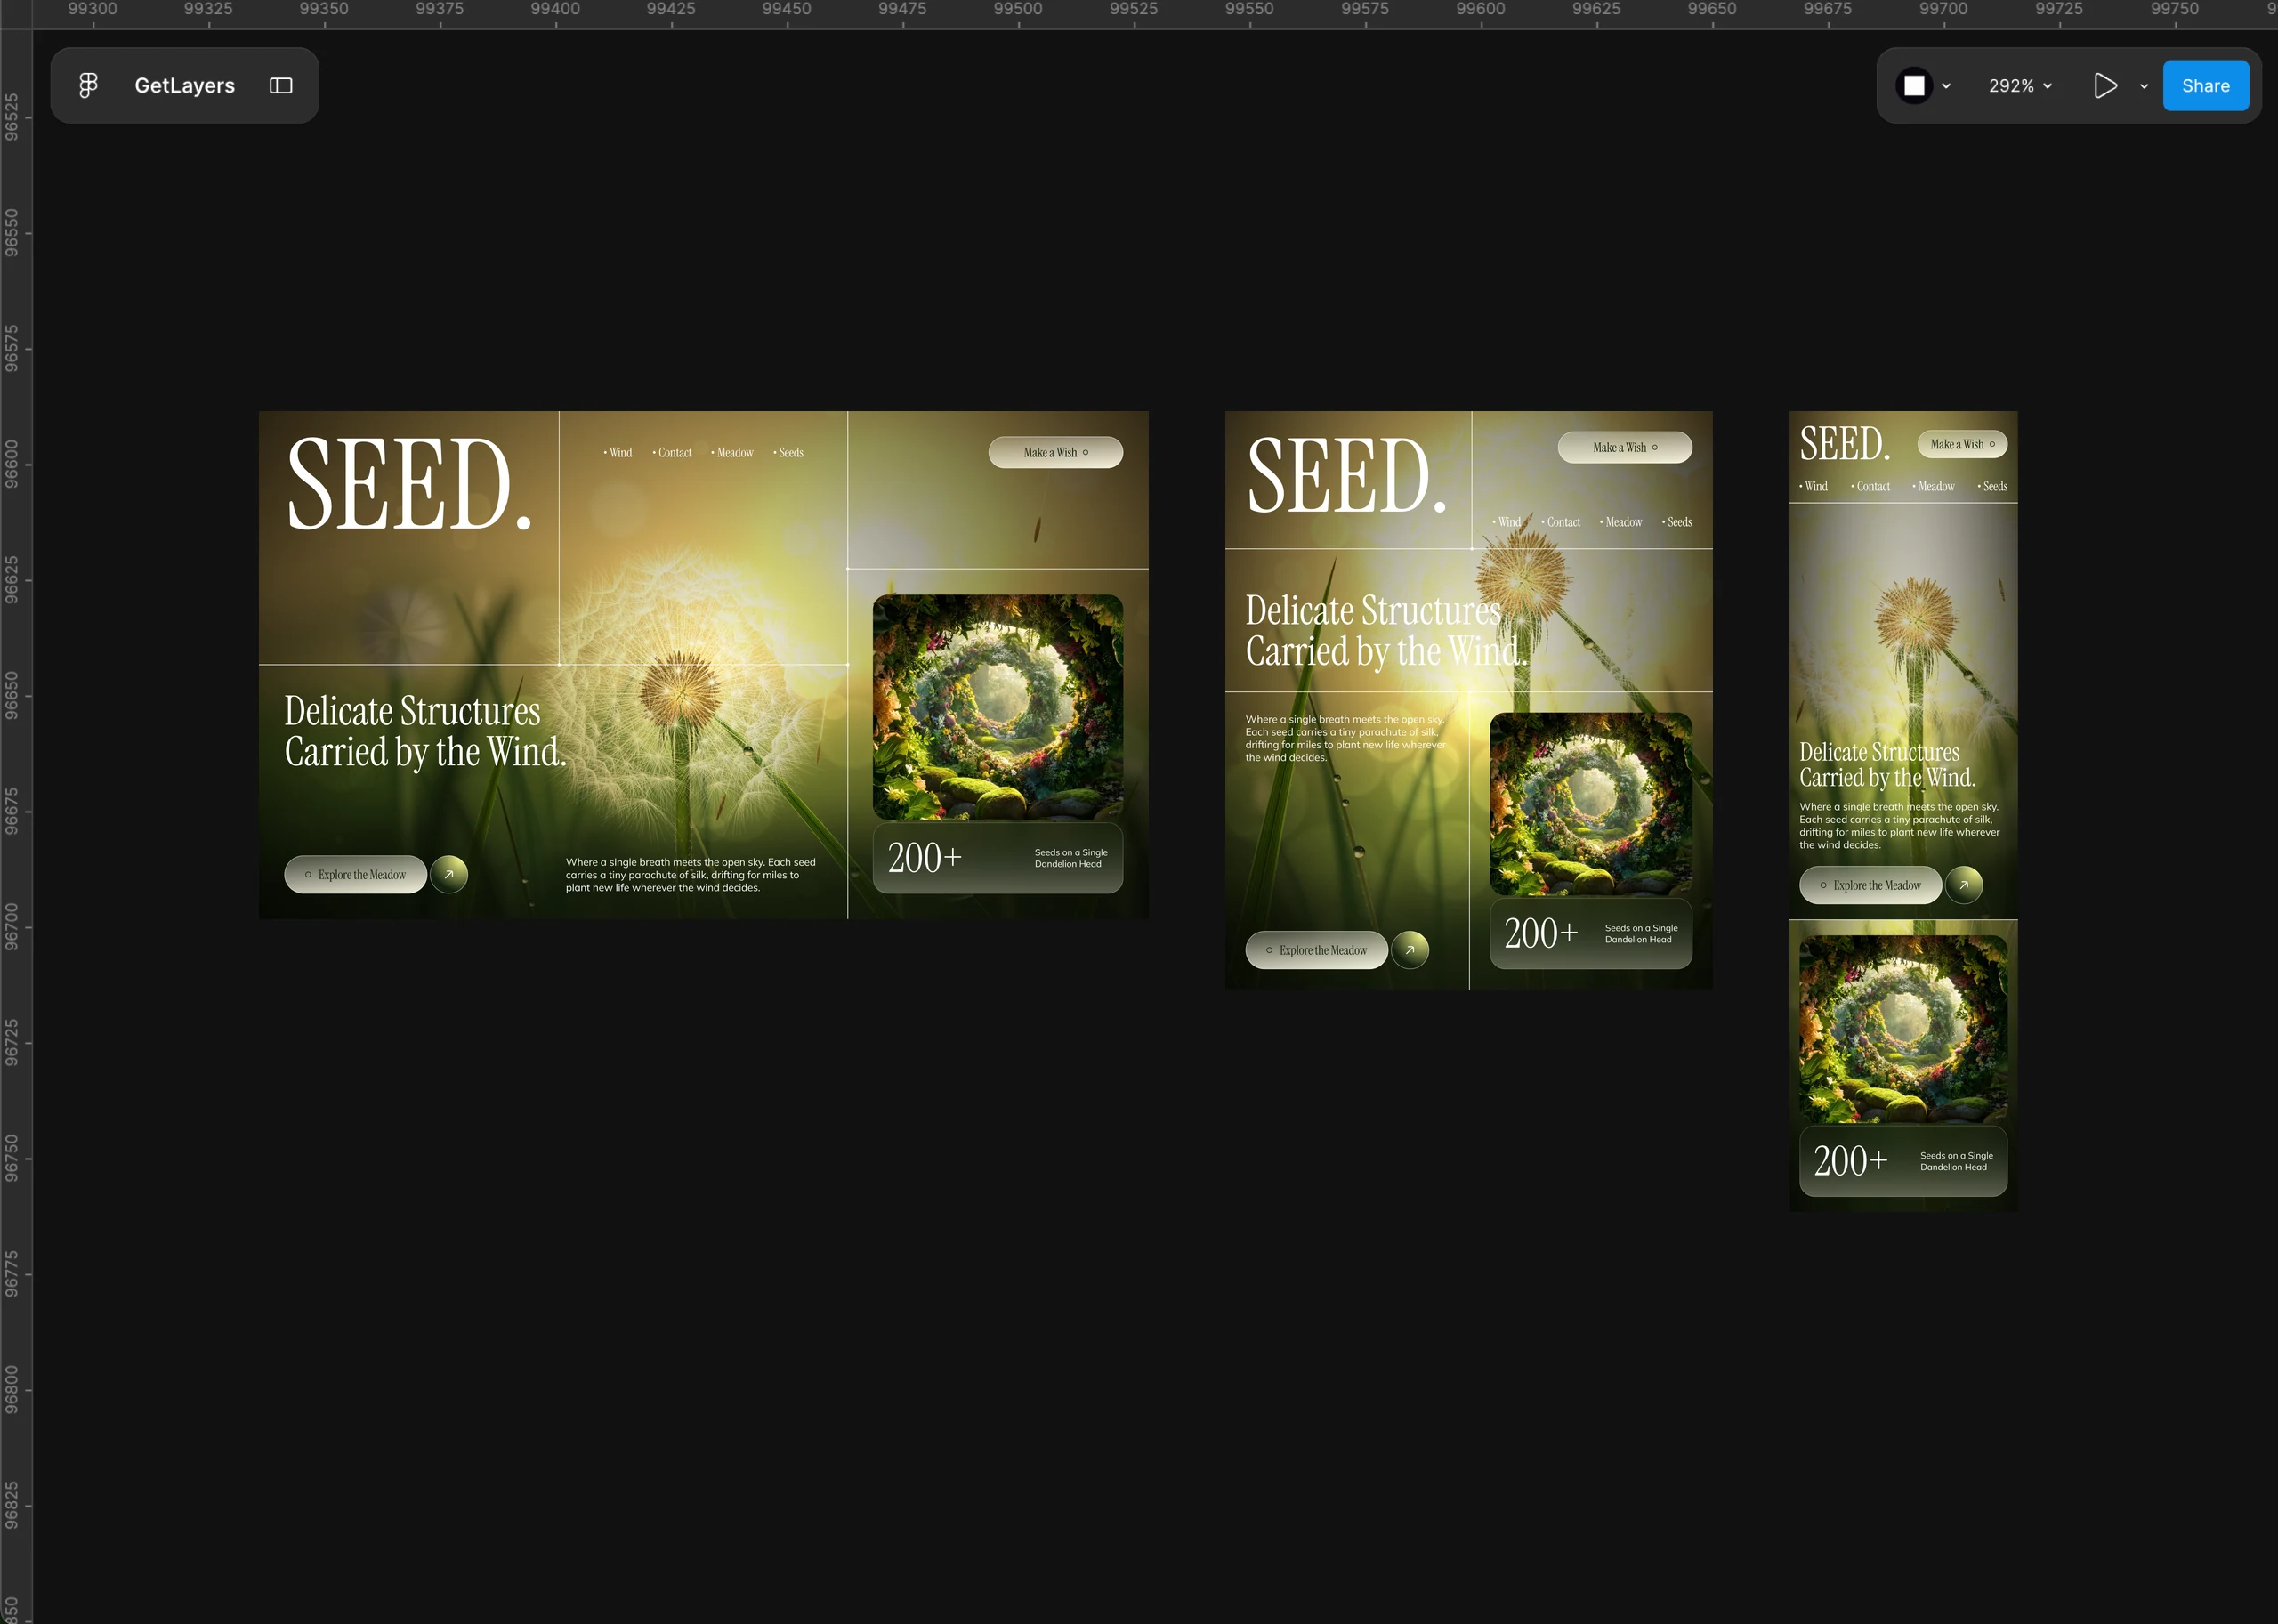 99300 99325 99350 99375 99400 99425 99450 99475 99500 99525 99550 99575 99600 99625 99650 99675 99700 99725 99750
GetLayers
292%
Share
96525
96550
96575
96600
96625
96650
96675
96700
96725
96750
96775
96800
96825
SEED.
• Wind • Contact • Meadow • Seeds
Make a Wish
Delicate Structures
Carried by the Wind.
Explore the Meadow
Where a single breath meets the open sky. Each seed
carries a tiny parachute of silk, drifting for miles to
plant new life wherever the wind decides.
200+
Seeds on a Single
Dandelion Head
SEED.
Make a Wish
• Wind • Contact • Meadow • Seeds
Delicate Structures
Carried by the Wind.
Where a single breath meets the open sky.
Each seed carries a tiny parachute of silk,
drifting for miles to plant new life wherever
the wind decides.
Explore the Meadow
200+
Seeds on a Single
Dandelion Head
SEED.
Make a Wish
• Wind • Contact • Meadow • Seeds
Delicate Structures
Carried by the Wind.
Where a single breath meets the open sky.
Each seed carries a tiny parachute of silk,
drifting for miles to plant new life wherever
the wind decides.
Explore the Meadow
200+
Seeds on a Single
Dandelion Head